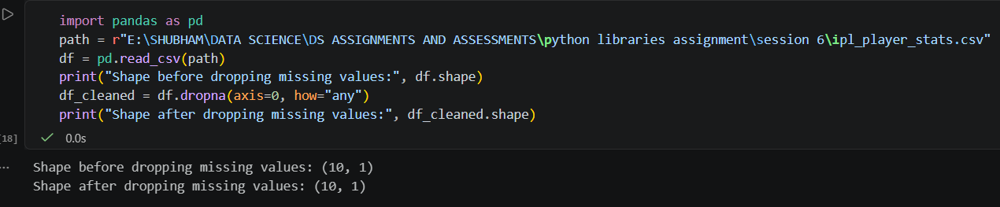 import pandas as pd
path = r"E:\SHUBHAM\DATA SCIENCE\DS ASSIGNMENTS AND ASSESSMENTS\python libraries assignment\session 6\ipl_player_stats.csv"
df = pd.read_csv(path)
print("Shape before dropping missing values:", df.shape)
df_cleaned = df.dropna(axis=0, how="any")
print("Shape after dropping missing values:", df_cleaned.shape)
[18] 0.0s
... Shape before dropping missing values: (10, 1)
Shape after dropping missing values: (10, 1)